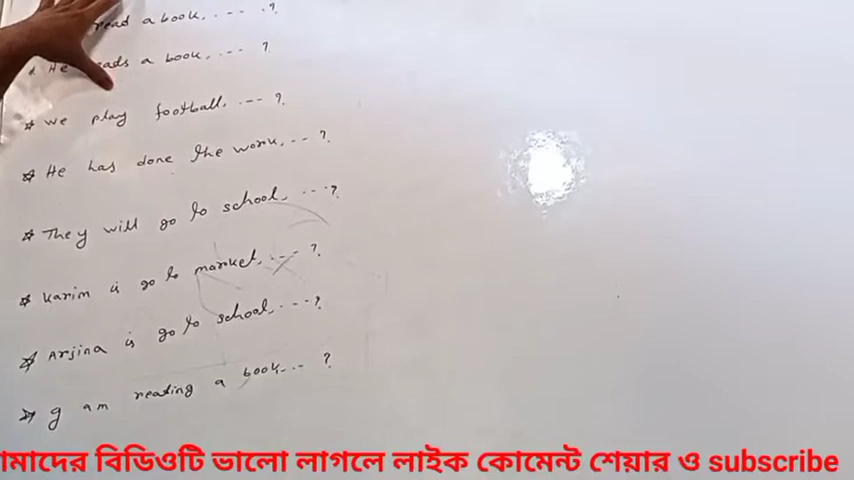 read a book, ---- ?
* He reads a book, --- ?
* We play football, --- ?
* He has done the work, --- ?
* They will go to school, ---- ?
* Karim is go to market, --- ?
* Arjina is go to school, --- ?
* I am reading a book, --- ?
মাদের বিডিওটি ভালো লাগলে লাইক কোমেন্ট শেয়ার ও subscribe